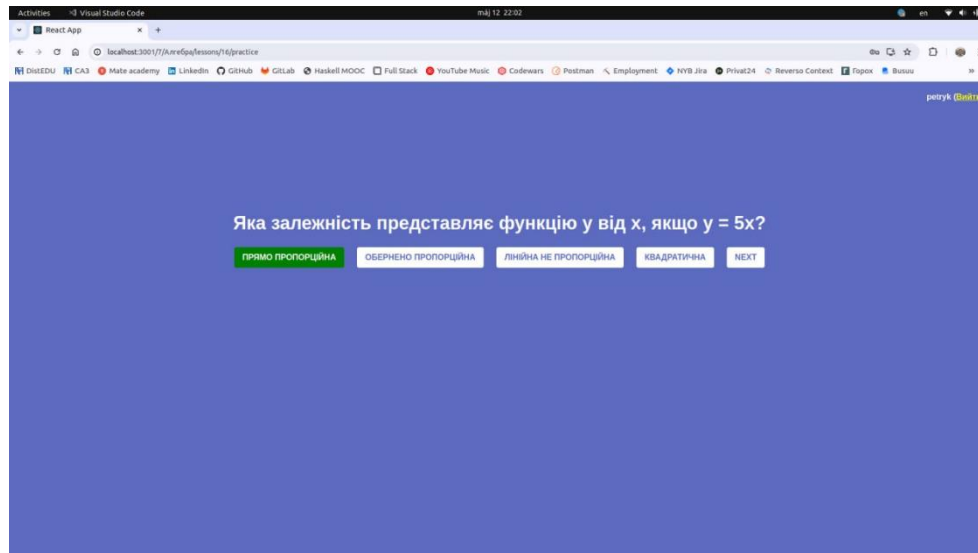 Activities Visual Studio Code máj 12 22:02 en
React App
localhost:3001/7/Алгебра/lessons/16/practice
DistEDU CA3 Mate academy LinkedIn GitHub GitLab Haskell MOOC Full Stack YouTube Music Codewars Postman Employment NYB Jira Privat24 Reverso Context Горох Busuu »
petryk (Вийти
Яка залежність представляє функцію y від x, якщо y = 5x?
ПРЯМО ПРОПОРЦІЙНА ОБЕРНЕНО ПРОПОРЦІЙНА ЛІНІЙНА НЕ ПРОПОРЦІЙНА КВАДРАТИЧНА NEXT